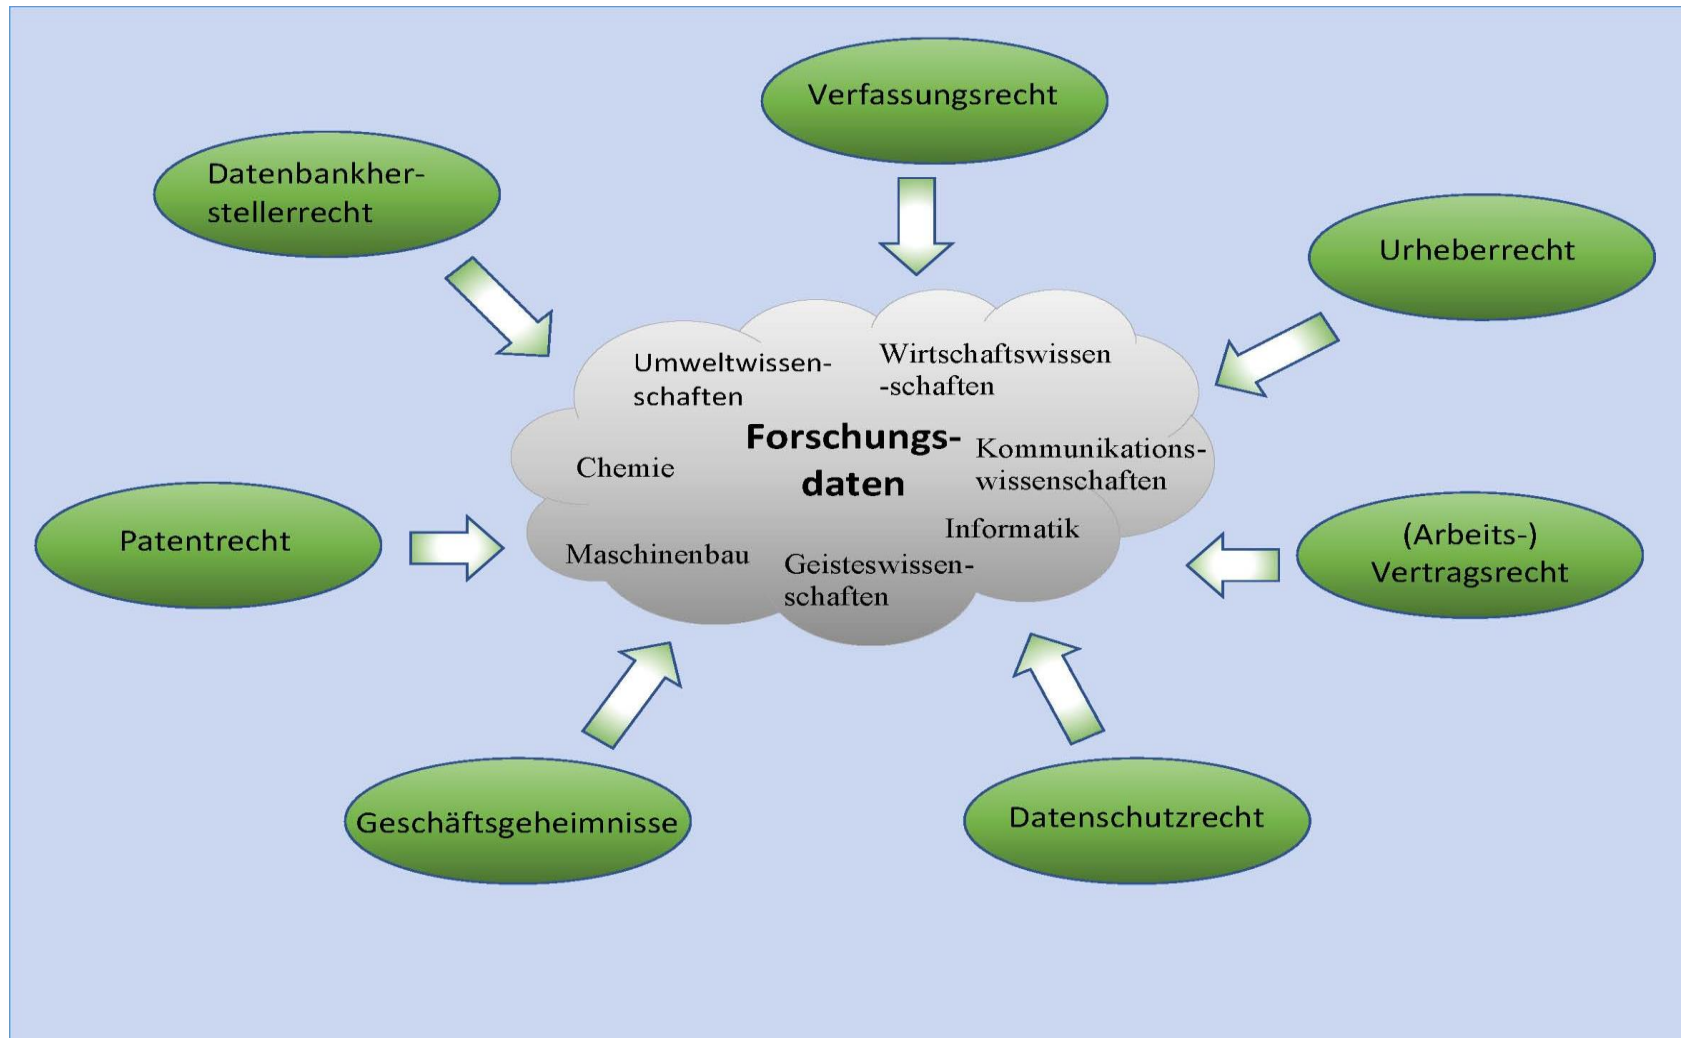 Verfassungsrecht
Datenbankher-
stellerrecht
Urheberrecht
Umweltwissen-
schaften
Wirtschaftswissen
-schaften
Forschungs-
daten
Kommunikations-
wissenschaften
Chemie
Informatik
Maschinenbau
Geisteswissen-
schaften
Patentrecht
(Arbeits-)
Vertragsrecht
Geschäftsgeheimnisse
Datenschutzrecht